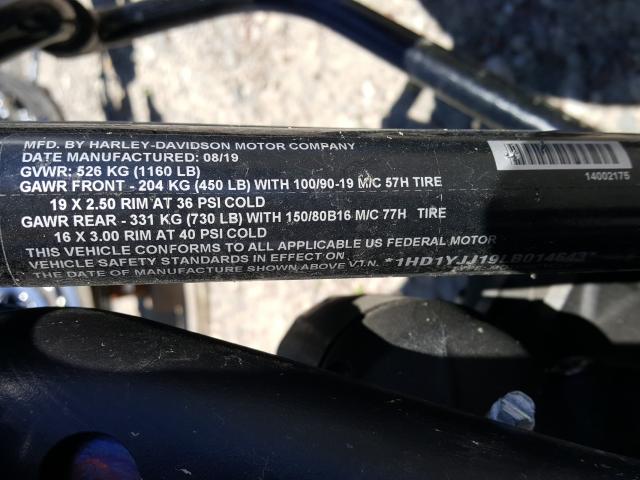 MFD. BY HARLEY-DAVIDSON MOTOR COMPANY
DATE MANUFACTURED: 08/19
GVWR: 526 KG (1160 LB)
GAWR FRONT - 204 KG (450 LB) WITH 100/90-19 M/C 57H TIRE
19 X 2.50 RIM AT 36 PSI COLD
GAWR REAR - 331 KG (730 LB) WITH 150/80B16 M/C 77H TIRE
16 X 3.00 RIM AT 40 PSI COLD
THIS VEHICLE CONFORMS TO ALL APPLICABLE US FEDERAL MOTOR
VEHICLE SAFETY STANDARDS IN EFFECT ON
THE DATE OF MANUFACTURE SHOWN ABOVE V.I.N. *1HD1YJJ19LB014643*
14002175